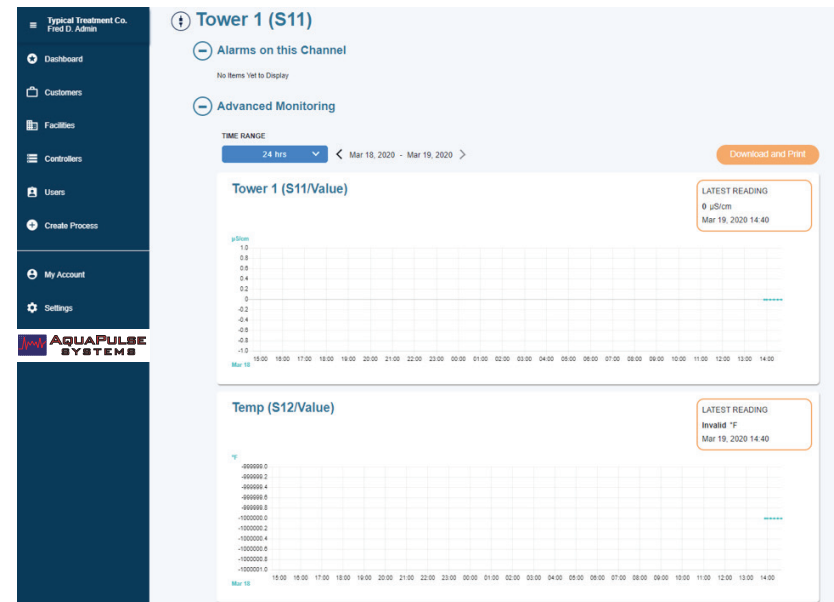 Typical Treatment Co.
Fred D. Admin
Dashboard
Customers
Facilities
Controllers
Users
Create Process
My Account
Settings
AQUAPULSE
SYSTEMS
Tower 1 (S11)
Alarms on this Channel
No Items Yet to Display
Advanced Monitoring
TIME RANGE
24 hrs
Mar 18, 2020 - Mar 19, 2020
Download and Print
Tower 1 (S11/Value)
LATEST READING
0 µS/cm
Mar 19, 2020 14:40
µS/cm
1.0
0.8
0.6
0.4
0.2
0
-0.2
-0.4
-0.6
-0.8
-1.0
15:00 16:00 17:00 18:00 19:00 20:00 21:00 22:00 23:00 00:00 01:00 02:00 03:00 04:00 05:00 06:00 07:00 08:00 09:00 10:00 11:00 12:00 13:00 14:00
Mar 18
Temp (S12/Value)
LATEST READING
Invalid °F
Mar 19, 2020 14:40
°F
-999999.0
-999999.2
-999999.4
-999999.6
-999999.8
-1000000.0
-1000000.2
-1000000.4
-1000000.6
-1000000.8
-1000001.0
15:00 16:00 17:00 18:00 19:00 20:00 21:00 22:00 23:00 00:00 01:00 02:00 03:00 04:00 05:00 06:00 07:00 08:00 09:00 10:00 11:00 12:00 13:00 14:00
Mar 18